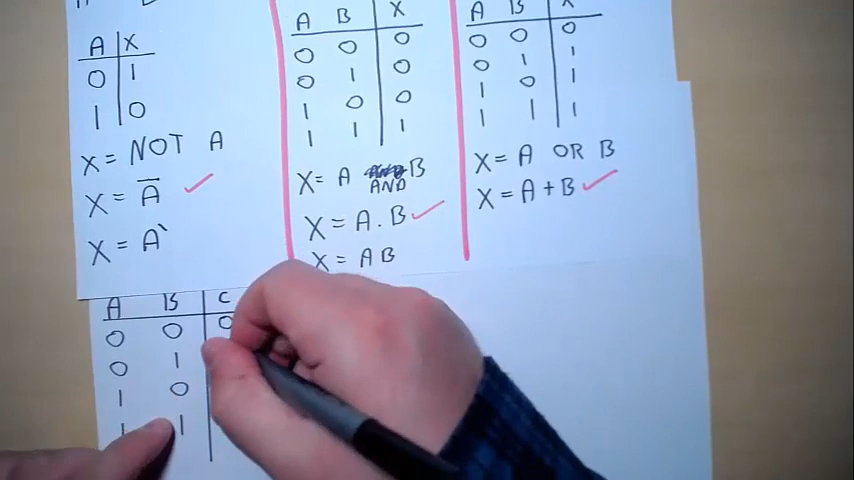 A X
0 1
1 0
X = NOT A
X = A̅
X = A`
A B X
0 0 0
0 1 0
1 0 0
1 1 1
X = A AND B
X = A . B
X = A B
A B X
0 0 0
0 1 1
1 0 1
1 1 1
X = A OR B
X = A + B
A B C
0 0 0
0 1
1 0
1 1